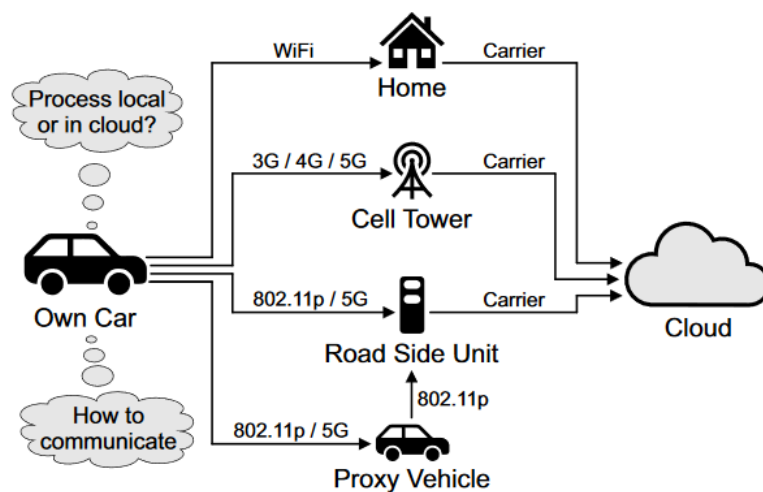 WiFi
Carrier
Home
Process local
or in cloud?
3G / 4G / 5G
Carrier
Cell Tower
Own Car
802.11p / 5G
Carrier
Road Side Unit
Cloud
How to
communicate
802.11p
802.11p / 5G
Proxy Vehicle